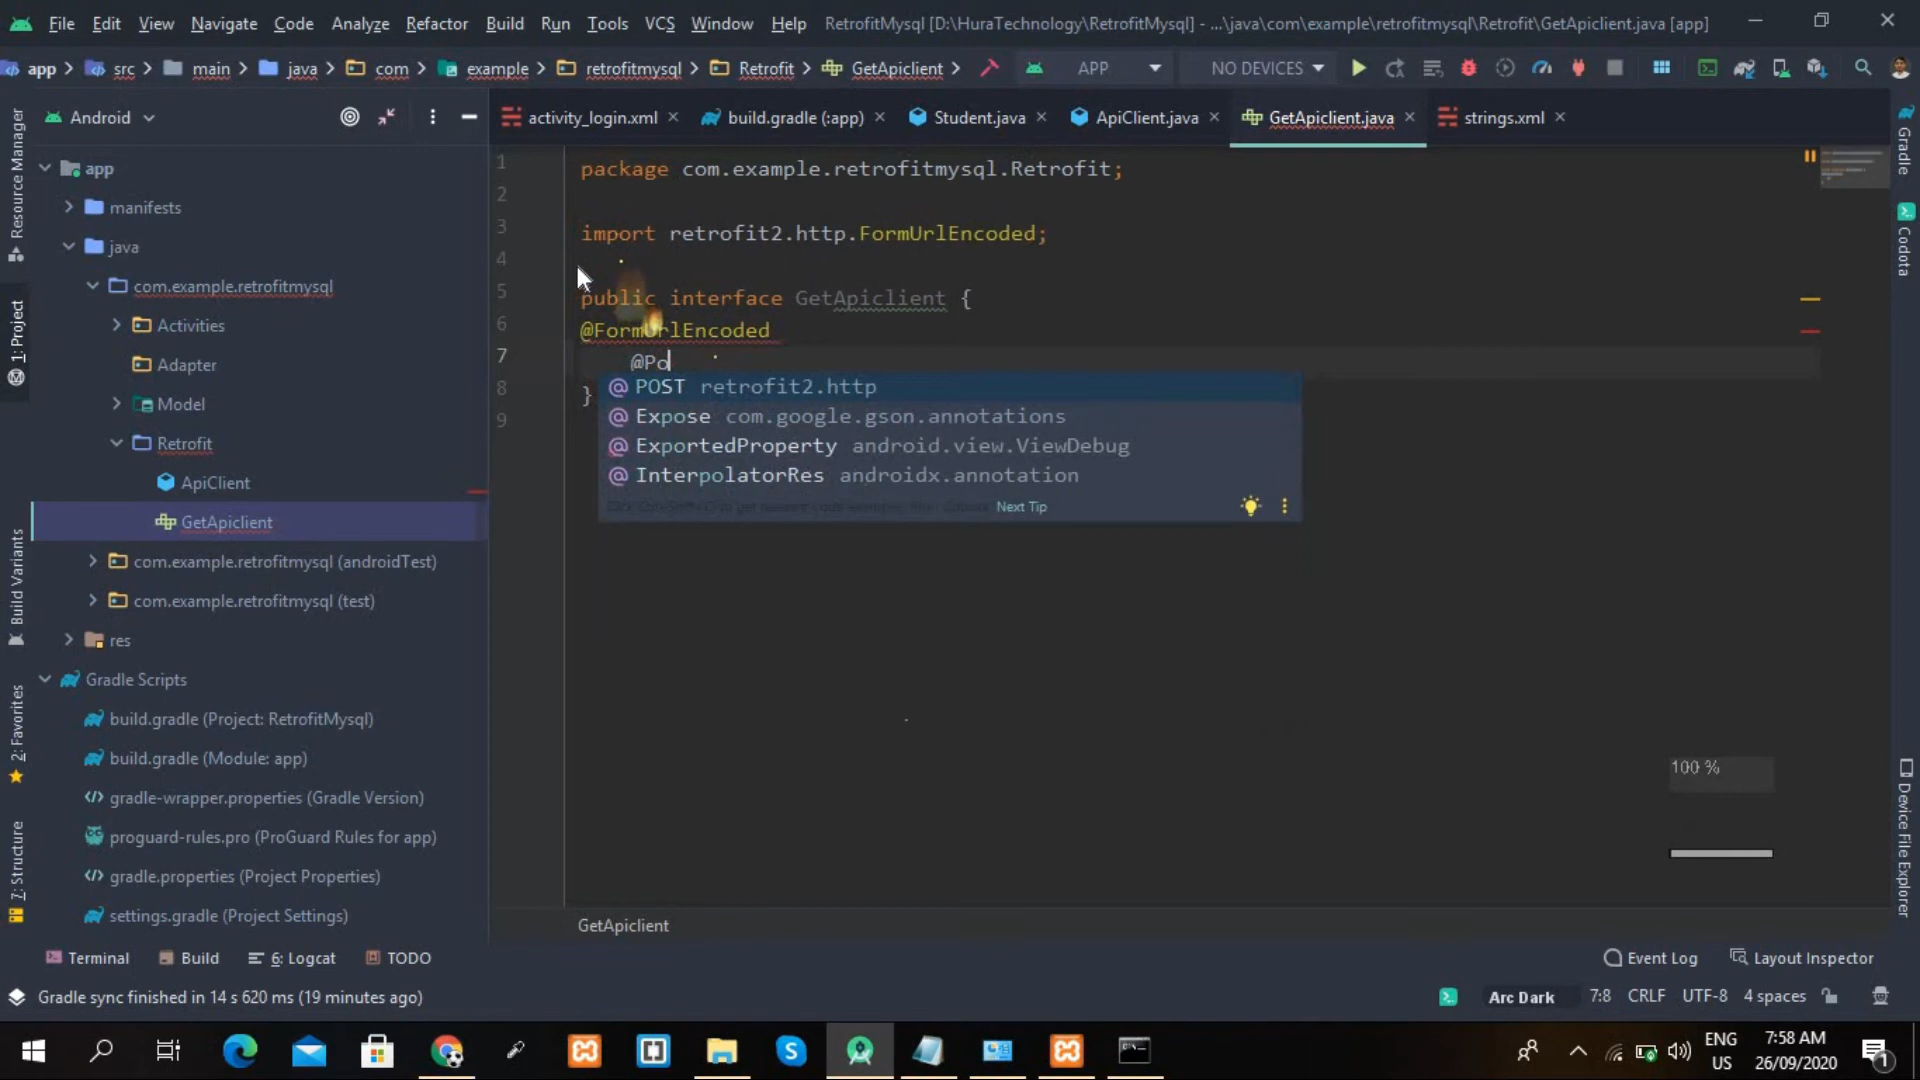 File Edit View Navigate Code Analyze Refactor Build Run Tools VCS Window Help RetrofitMysql [D:\HuraTechnology\RetrofitMysql] - ...\java\com\example\retrofitmysql\Retrofit\GetApiclient.java [app]
app src main java com example retrofitmysql Retrofit GetApiclient APP NO DEVICES
Android
activity_login.xml build.gradle (:app) Student.java ApiClient.java GetApiclient.java strings.xml
Resource Manager
1: Project
Build Variants
2: Favorites
7: Structure
app
manifests
java
com.example.retrofitmysql
Activities
Adapter
Model
Retrofit
ApiClient
GetApiclient
com.example.retrofitmysql (androidTest)
com.example.retrofitmysql (test)
res
Gradle Scripts
build.gradle (Project: RetrofitMysql)
build.gradle (Module: app)
gradle-wrapper.properties (Gradle Version)
proguard-rules.pro (ProGuard Rules for app)
gradle.properties (Project Properties)
settings.gradle (Project Settings)
1 package com.example.retrofitmysql.Retrofit;
2
3 import retrofit2.http.FormUrlEncoded;
4
5 public interface GetApiclient {
6 @FormUrlEncoded
7 @Po
8 }
9
@ POST retrofit2.http
@ Expose com.google.gson.annotations
@ ExportedProperty android.view.ViewDebug
@ InterpolatorRes androidx.annotation
Next Tip
100 %
GetApiclient
Gradle
Codota
Device File Explorer
Terminal Build 6: Logcat TODO Event Log Layout Inspector
Gradle sync finished in 14 s 620 ms (19 minutes ago) Arc Dark 7:8 CRLF UTF-8 4 spaces
ENG
US
7:58 AM
26/09/2020
1